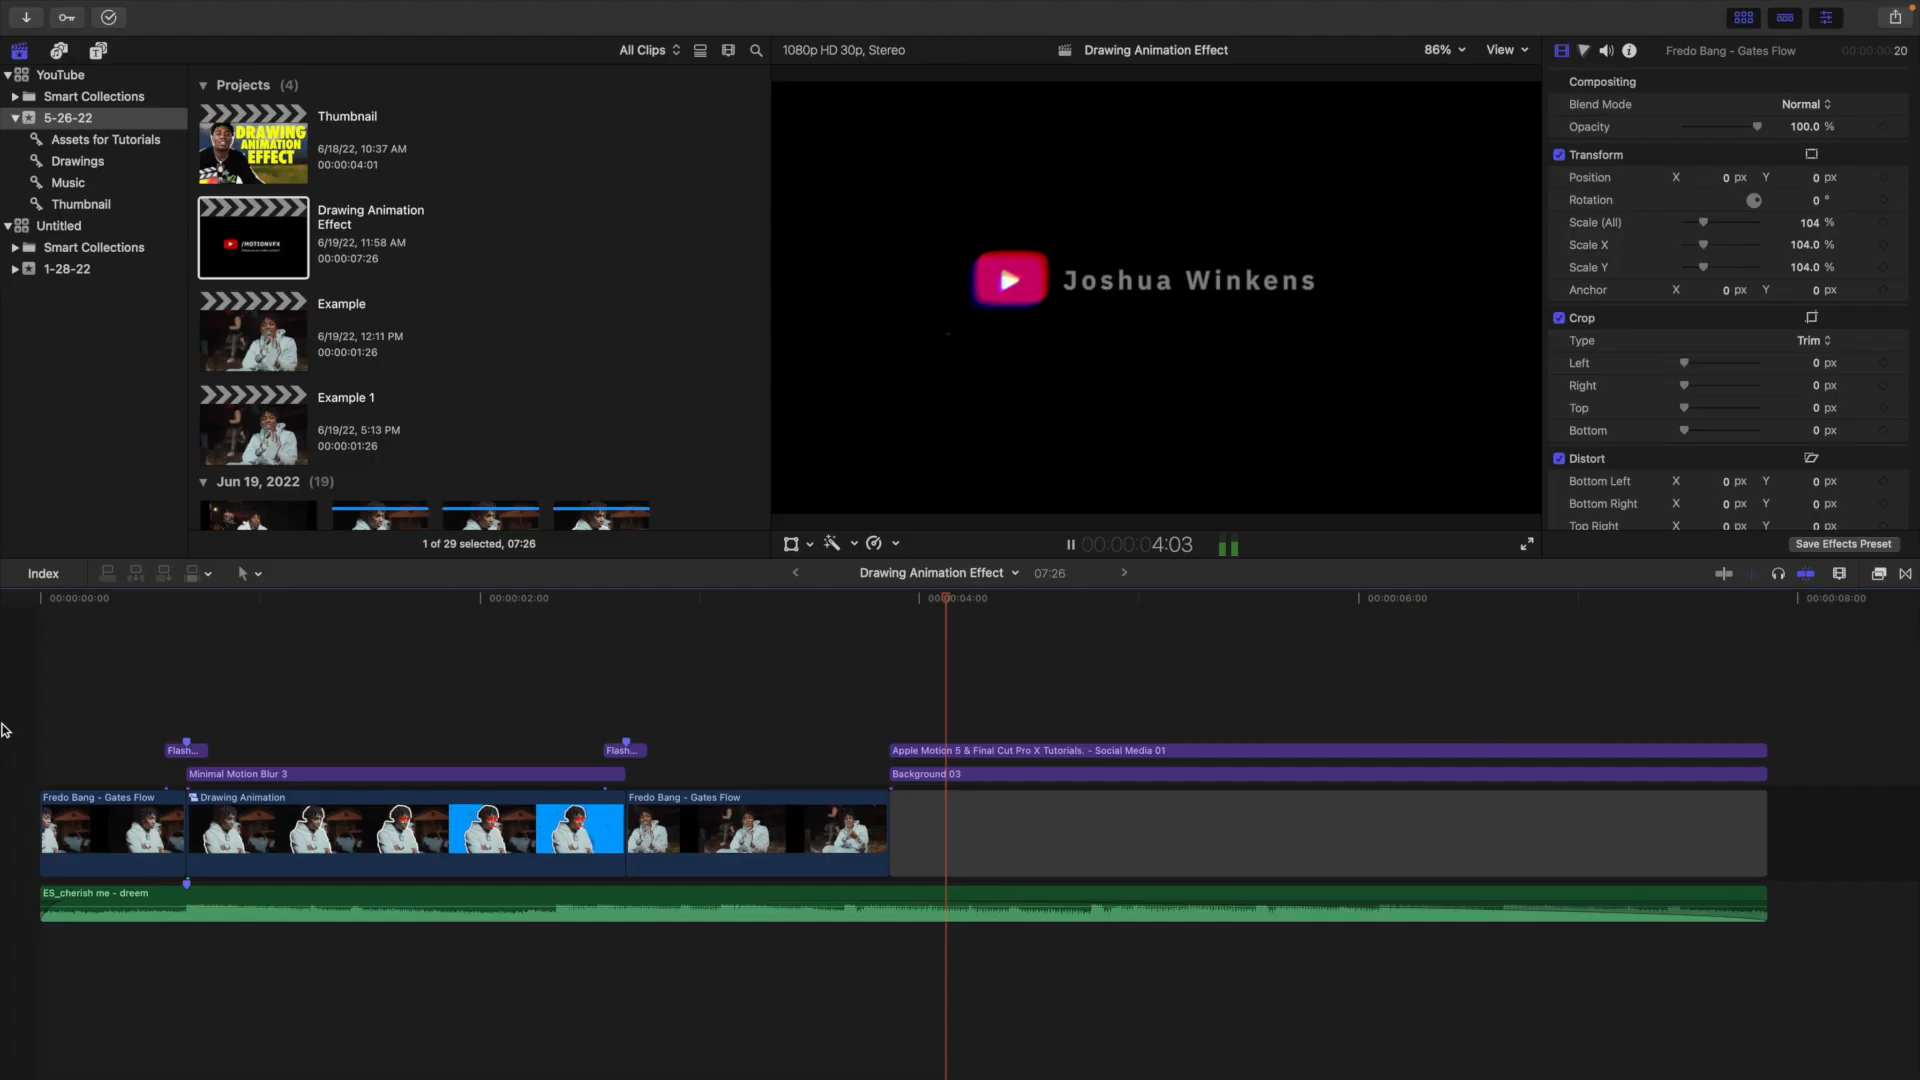 All Clips
1080p HD 30p, Stereo
Drawing Animation Effect
86%
View
Fredo Bang - Gates Flow
00:00:00:20
YouTube
Smart Collections
5-26-22
Assets for Tutorials
Drawings
Music
Thumbnail
Untitled
Smart Collections
1-28-22
Projects (4)
DRAWING
ANIMATION
EFFECT
Thumbnail
6/18/22, 10:37 AM
00:00:04:01
/MOTIONVFX
Drawing Animation
Effect
6/19/22, 11:58 AM
00:00:07:26
Example
6/19/22, 12:11 PM
00:00:01:26
Example 1
6/19/22, 5:13 PM
00:00:01:26
Jun 19, 2022 (19)
1 of 29 selected, 07:26
Joshua Winkens
00:00:04:03
Compositing
Blend Mode Normal
Opacity 100.0 %
Transform
Position X 0 px Y 0 px
Rotation 0 °
Scale (All) 104 %
Scale X 104.0 %
Scale Y 104.0 %
Anchor X 0 px Y 0 px
Crop
Type Trim
Left 0 px
Right 0 px
Top 0 px
Bottom 0 px
Distort
Bottom Left X 0 px Y 0 px
Bottom Right X 0 px Y 0 px
Top Right X 0 px Y 0 px
Save Effects Preset
Index
Drawing Animation Effect
07:26
00:00:00:00
00:00:02:00
00:00:04:00
00:00:06:00
00:00:08:00
Flash...
Flash...
Apple Motion 5 & Final Cut Pro X Tutorials. - Social Media 01
Minimal Motion Blur 3
Background 03
Fredo Bang - Gates Flow
Drawing Animation
Fredo Bang - Gates Flow
ES_cherish me - dreem